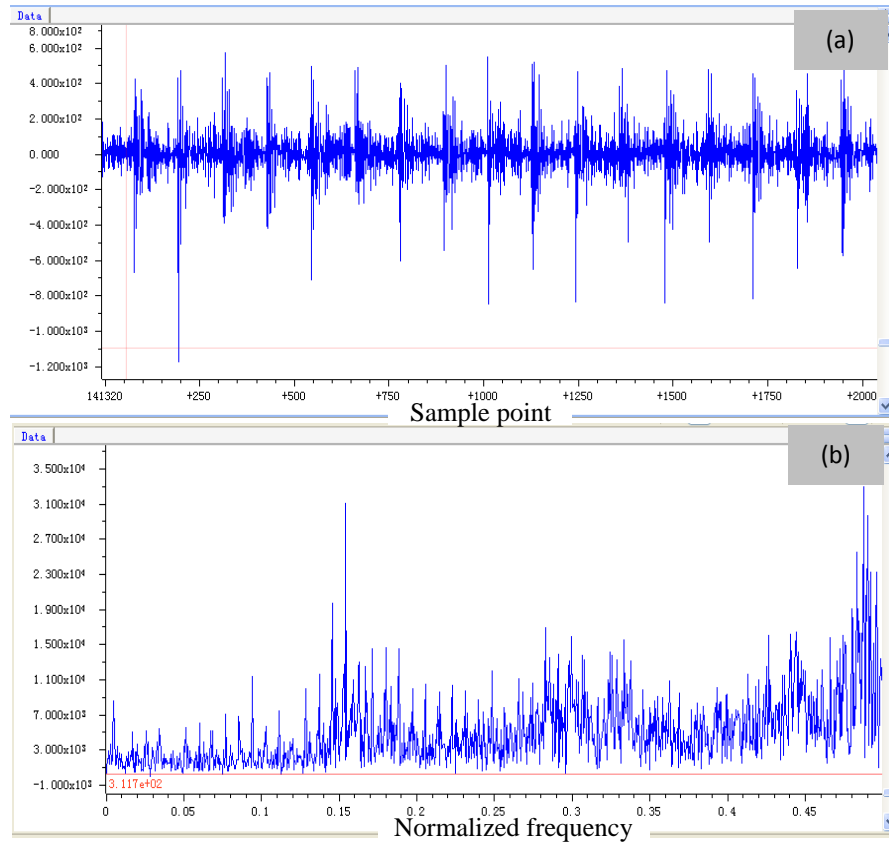 Data
(a)
8.000x10²
6.000x10²
4.000x10²
2.000x10²
0.000
-2.000x10²
-4.000x10²
-6.000x10²
-8.000x10²
-1.000x10³
-1.200x10³
141320 +250 +500 +750 +1000 +1250 +1500 +1750 +2000
Sample point
Data
(b)
3.500x10⁴
3.100x10⁴
2.700x10⁴
2.300x10⁴
1.900x10⁴
1.500x10⁴
1.100x10⁴
7.000x10³
3.000x10³
-1.000x10³
3.117e+02
0 0.05 0.1 0.15 0.2 0.25 0.3 0.35 0.4 0.45
Normalized frequency